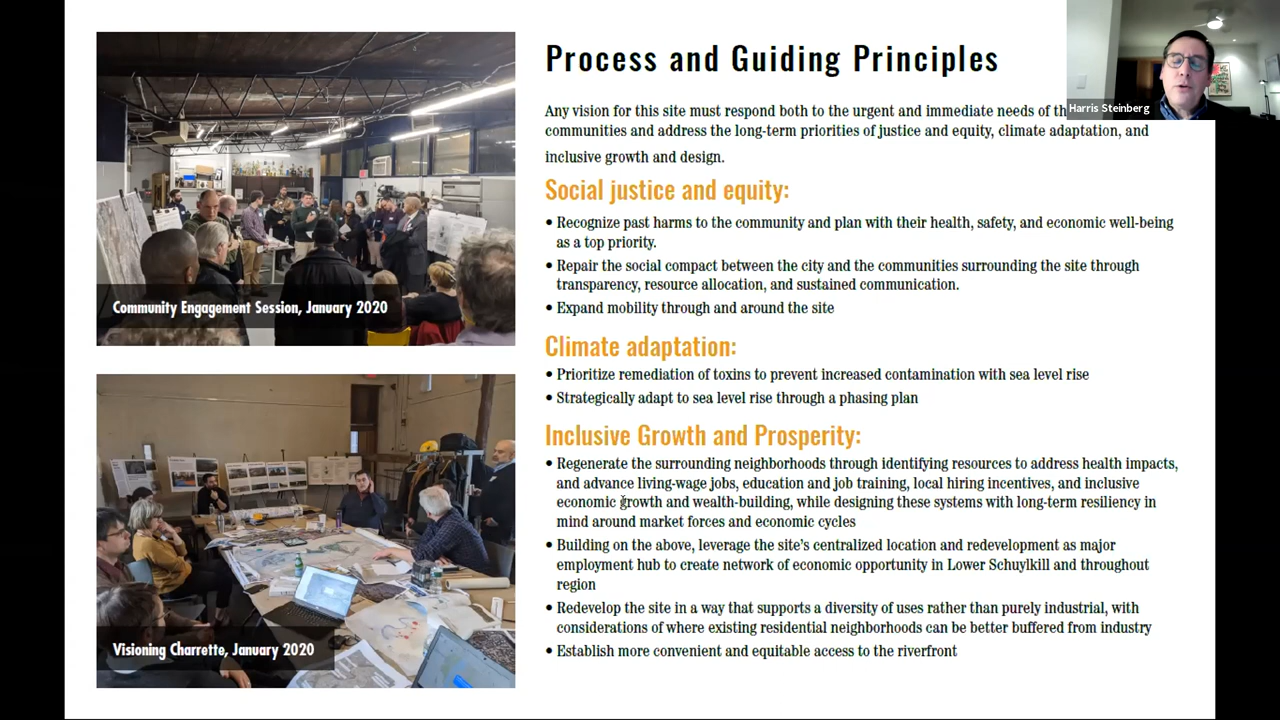 Process and Guiding Principles
Harris Steinberg
Any vision for this site must respond both to the urgent and immediate needs of
communities and address the long-term priorities of justice and equity, climate adaptation, and
inclusive growth and design.
Social justice and equity:
• Recognize past harms to the community and plan with their health, safety, and economic well-being
as a top priority.
• Repair the social compact between the city and the communities surrounding the site through
transparency, resource allocation, and sustained communication.
• Expand mobility through and around the site
Climate adaptation:
• Prioritize remediation of toxins to prevent increased contamination with sea level rise
• Strategically adapt to sea level rise through a phasing plan
Inclusive Growth and Prosperity:
• Regenerate the surrounding neighborhoods through identifying resources to address health impacts,
and advance living-wage jobs, education and job training, local hiring incentives, and inclusive
economic growth and wealth-building, while designing these systems with long-term resiliency in
mind around market forces and economic cycles
• Building on the above, leverage the site's centralized location and redevelopment as major
employment hub to create network of economic opportunity in Lower Schuylkill and throughout
region
• Redevelop the site in a way that supports a diversity of uses rather than purely industrial, with
considerations of where existing residential neighborhoods can be better buffered from industry
• Establish more convenient and equitable access to the riverfront
Community Engagement Session, January 2020
Visioning Charrette, January 2020